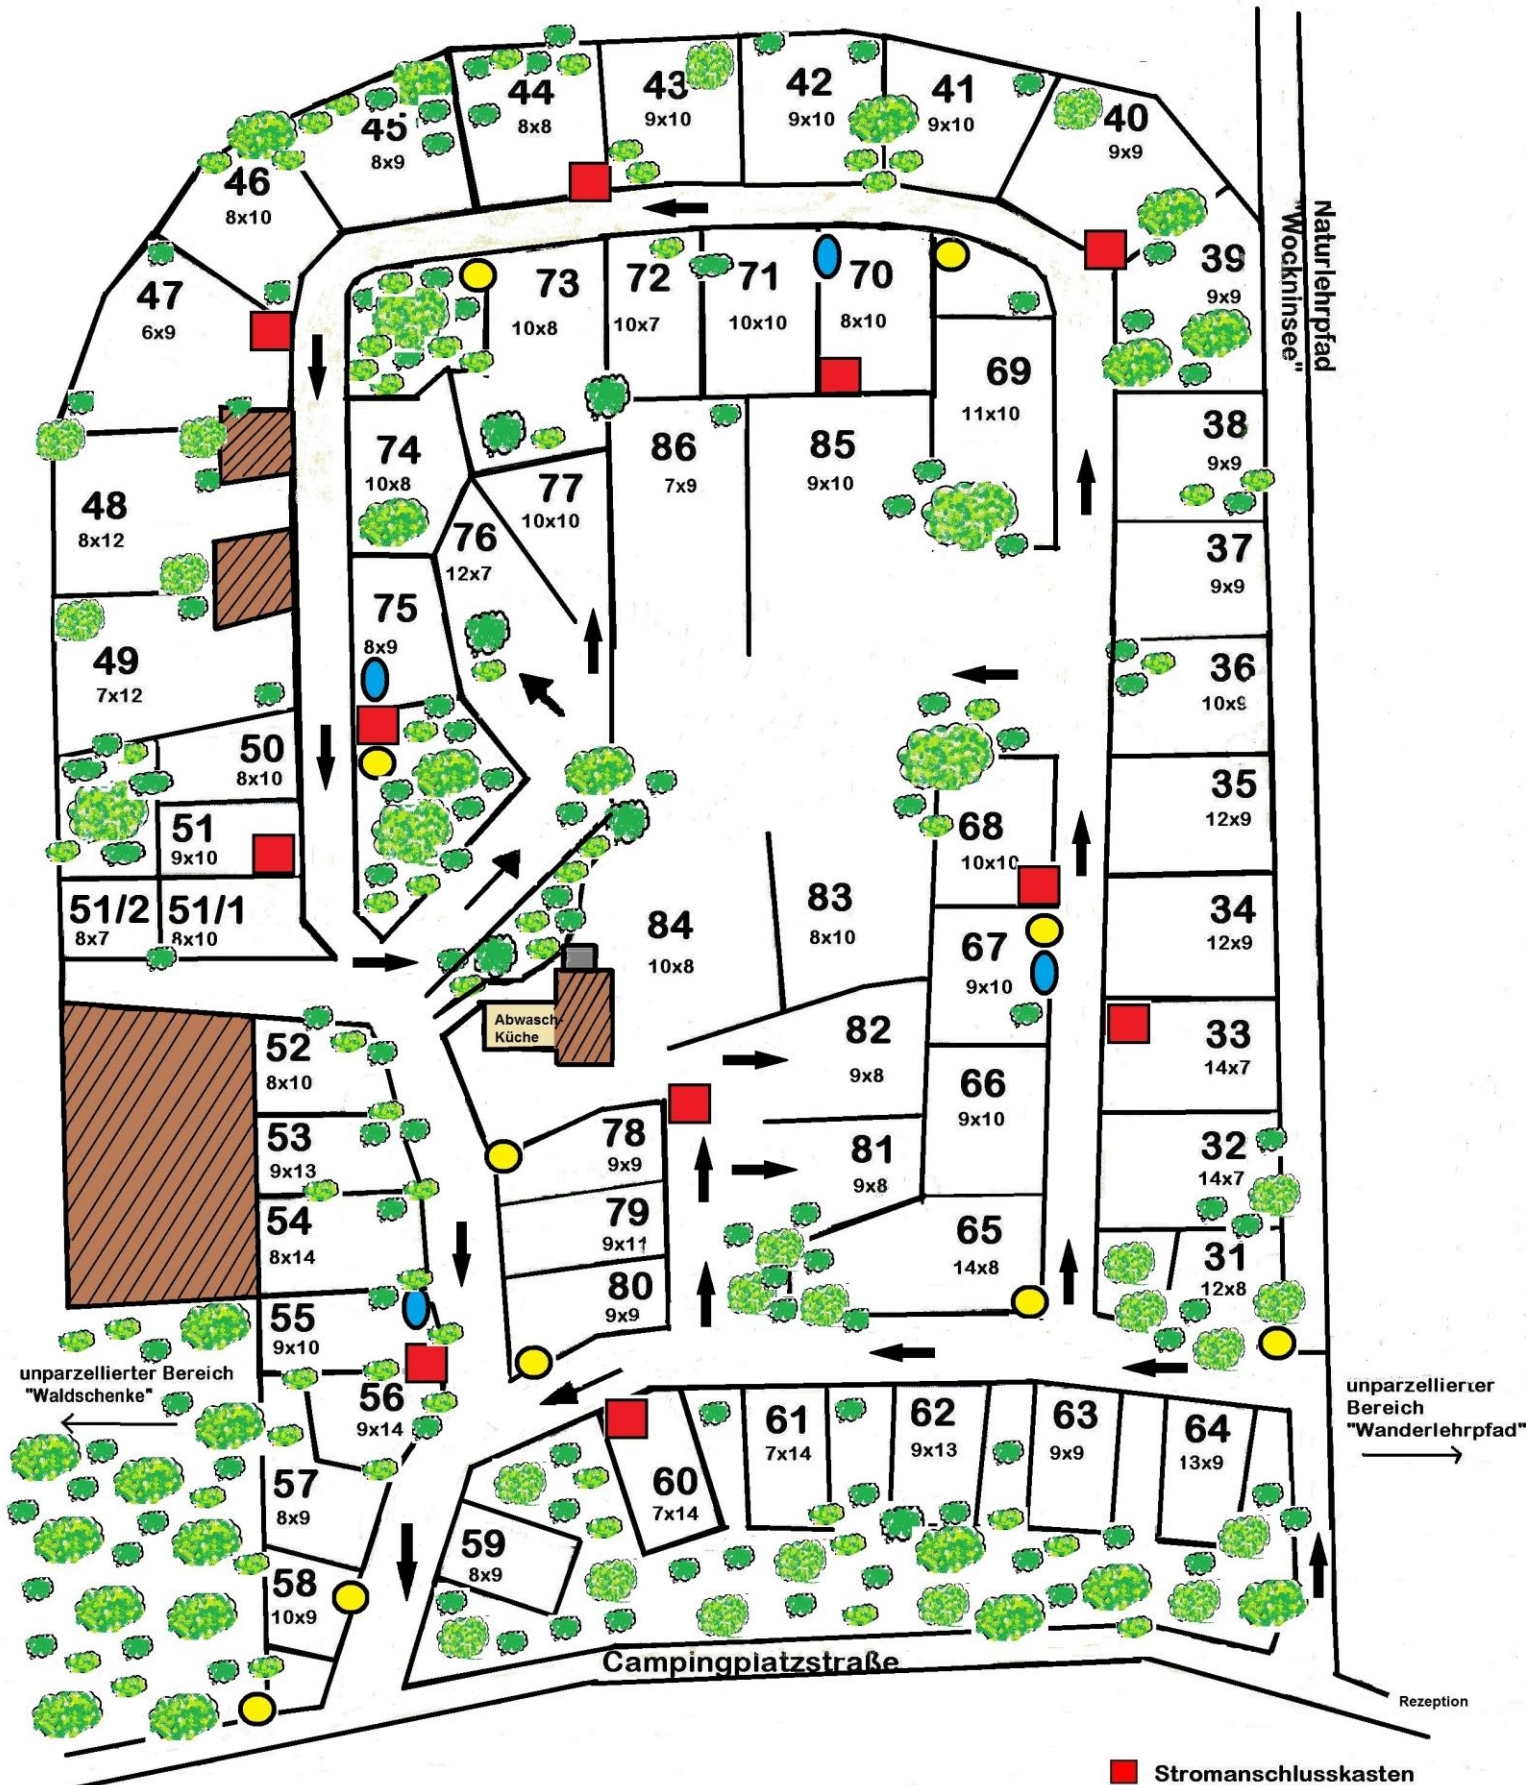 44
8x8
43
9x10
42
9x10
41
9x10
40
9x9
45
8x9
46
8x10
47
6x9
73
10x8
72
10x7
71
10x10
70
8x10
39
9x9
Naturlehrpfad
"Wockninsee"
69
11x10
38
9x9
48
8x12
74
10x8
77
10x10
86
7x9
85
9x10
76
12x7
37
9x9
75
8x9
49
7x12
36
10x9
50
8x10
35
12x9
51
9x10
68
10x10
51/2
8x7
51/1
8x10
84
10x8
83
8x10
67
9x10
34
12x9
Abwasch-
Küche
52
8x10
82
9x8
33
14x7
66
9x10
53
9x13
78
9x9
81
9x8
32
14x7
54
8x14
79
9x11
65
14x8
31
12x8
80
9x9
55
9x10
unparzellierter Bereich
"Waldschenke"
56
9x14
61
7x14
62
9x13
63
9x9
64
13x9
unparzellierter
Bereich
"Wanderlehrpfad"
57
8x9
60
7x14
59
8x9
58
10x9
Campingplatzstraße
Rezeption
Stromanschlusskasten